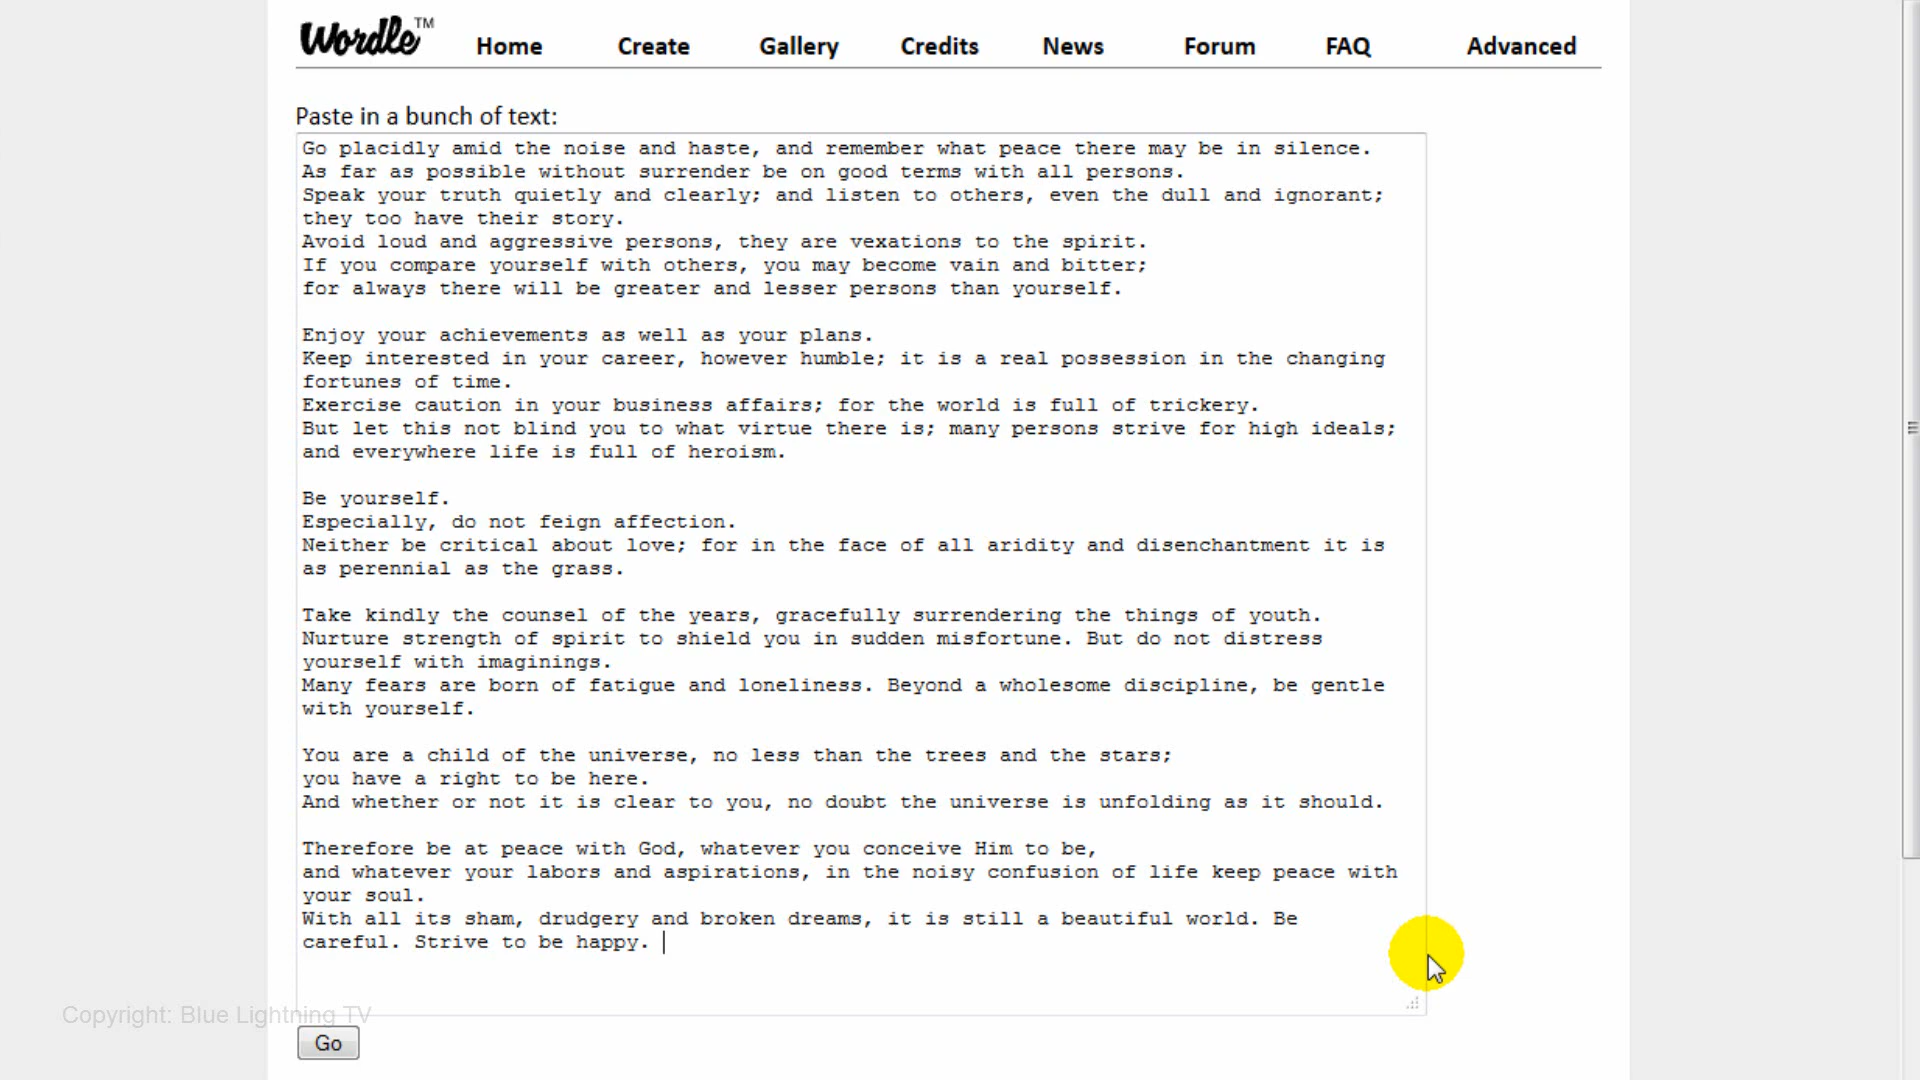 Wordle™ Home Create Gallery Credits News Forum FAQ Advanced
Paste in a bunch of text:
Go placidly amid the noise and haste, and remember what peace there may be in silence.
As far as possible without surrender be on good terms with all persons.
Speak your truth quietly and clearly; and listen to others, even the dull and ignorant;
they too have their story.
Avoid loud and aggressive persons, they are vexations to the spirit.
If you compare yourself with others, you may become vain and bitter;
for always there will be greater and lesser persons than yourself.
Enjoy your achievements as well as your plans.
Keep interested in your career, however humble; it is a real possession in the changing
fortunes of time.
Exercise caution in your business affairs; for the world is full of trickery.
But let this not blind you to what virtue there is; many persons strive for high ideals;
and everywhere life is full of heroism.
Be yourself.
Especially, do not feign affection.
Neither be critical about love; for in the face of all aridity and disenchantment it is
as perennial as the grass.
Take kindly the counsel of the years, gracefully surrendering the things of youth.
Nurture strength of spirit to shield you in sudden misfortune. But do not distress
yourself with imaginings.
Many fears are born of fatigue and loneliness. Beyond a wholesome discipline, be gentle
with yourself.
You are a child of the universe, no less than the trees and the stars;
you have a right to be here.
And whether or not it is clear to you, no doubt the universe is unfolding as it should.
Therefore be at peace with God, whatever you conceive Him to be,
and whatever your labors and aspirations, in the noisy confusion of life keep peace with
your soul.
With all its sham, drudgery and broken dreams, it is still a beautiful world. Be
careful. Strive to be happy.
Copyright: Blue Lightning TV
Go